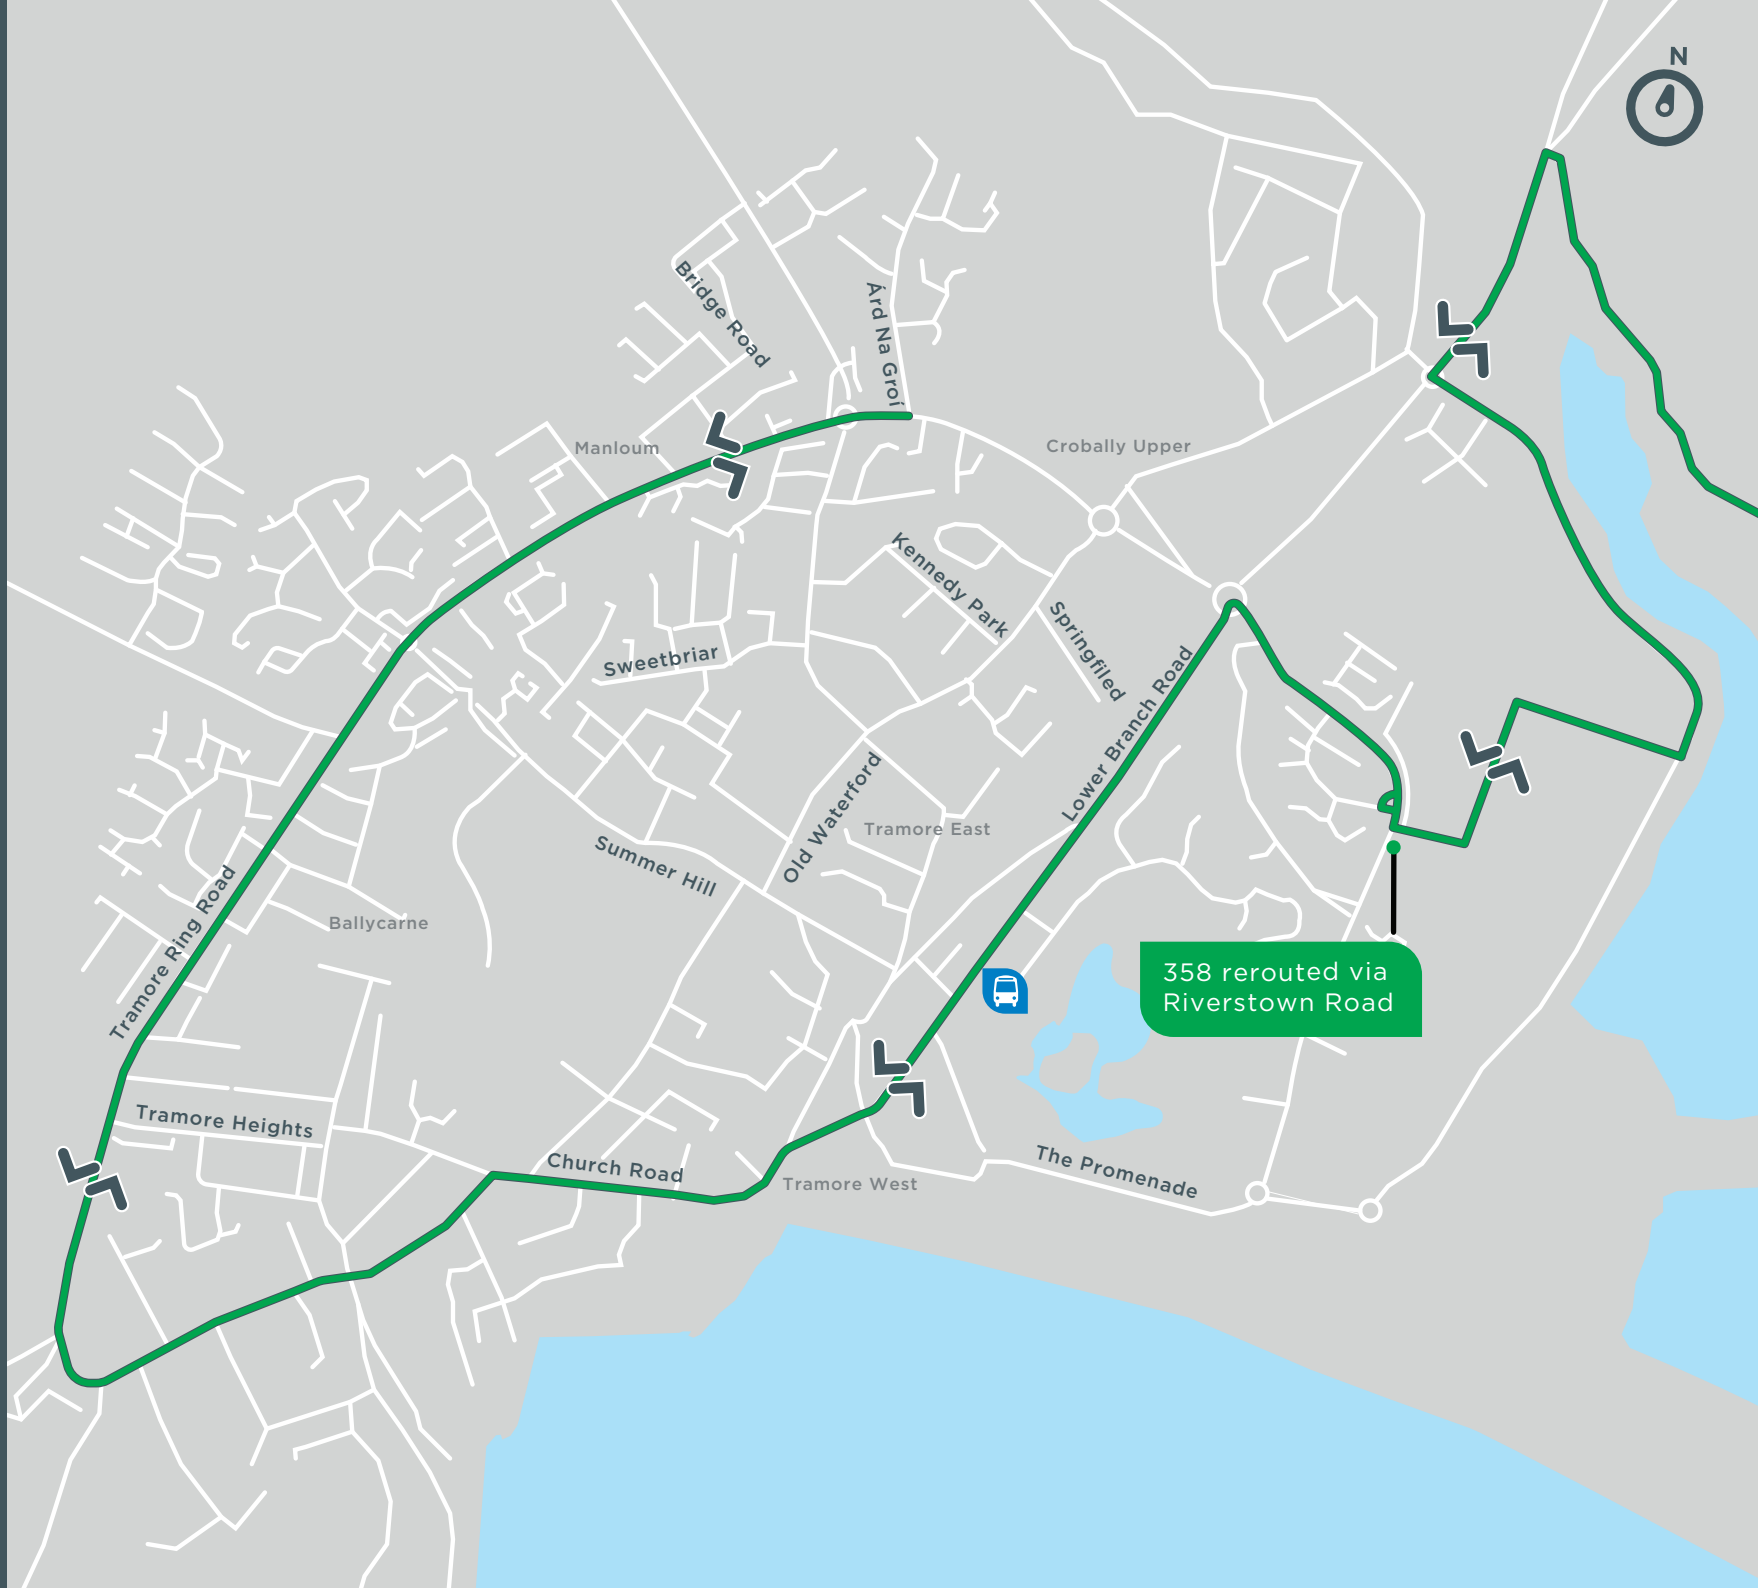 N
Bridge Road
Árd Na Groí
Manloum
Crobally Upper
Kennedy Park
Springfiled
Sweetbriar
Lower Branch Road
Old Waterford
Tramore East
Summer Hill
Tramore Ring Road
Ballycarne
358 rerouted via
Riverstown Road
Tramore Heights
Church Road
The Promenade
Tramore West